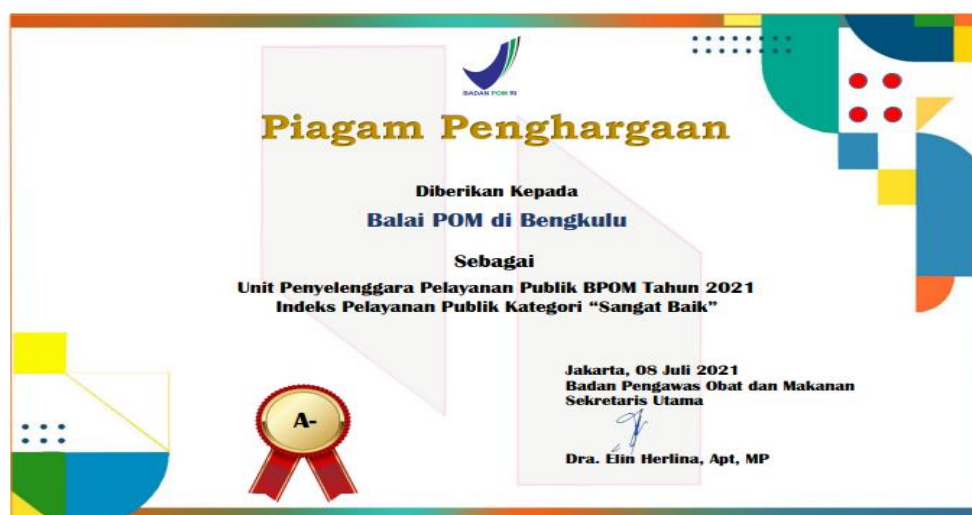 BADAN POM RI
Piagam Penghargaan
Diberikan Kepada
Balai POM di Bengkulu
Sebagai
Unit Penyelenggara Pelayanan Publik BPOM Tahun 2021
Indeks Pelayanan Publik Kategori “Sangat Baik”
Jakarta, 08 Juli 2021
Badan Pengawas Obat dan Makanan
Sekretaris Utama
Dra. Elin Herlina, Apt, MP
A-